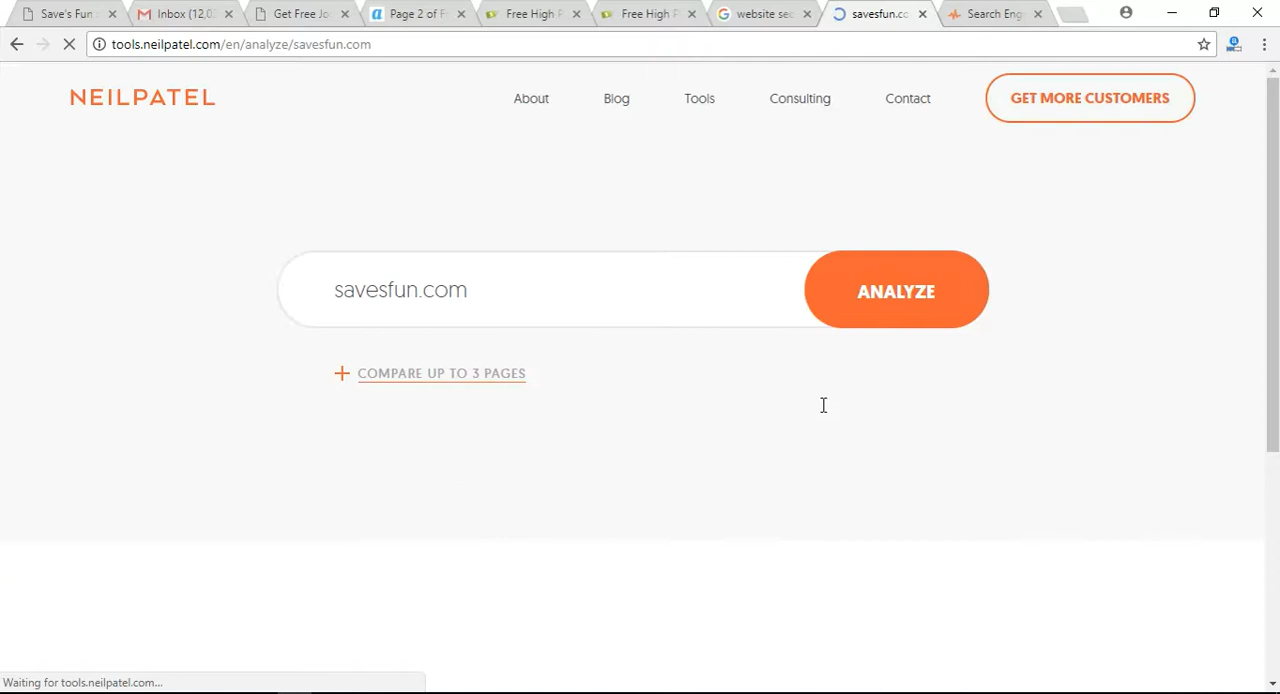 Save's Fun
Inbox (12,0
Get Free Jo
Page 2 of F
Free High P
Free High P
website sec
savesfun.co
Search Eng
tools.neilpatel.com/en/analyze/savesfun.com
NEILPATEL
About
Blog
Tools
Consulting
Contact
GET MORE CUSTOMERS
savesfun.com
ANALYZE
+ COMPARE UP TO 3 PAGES
Waiting for tools.neilpatel.com...